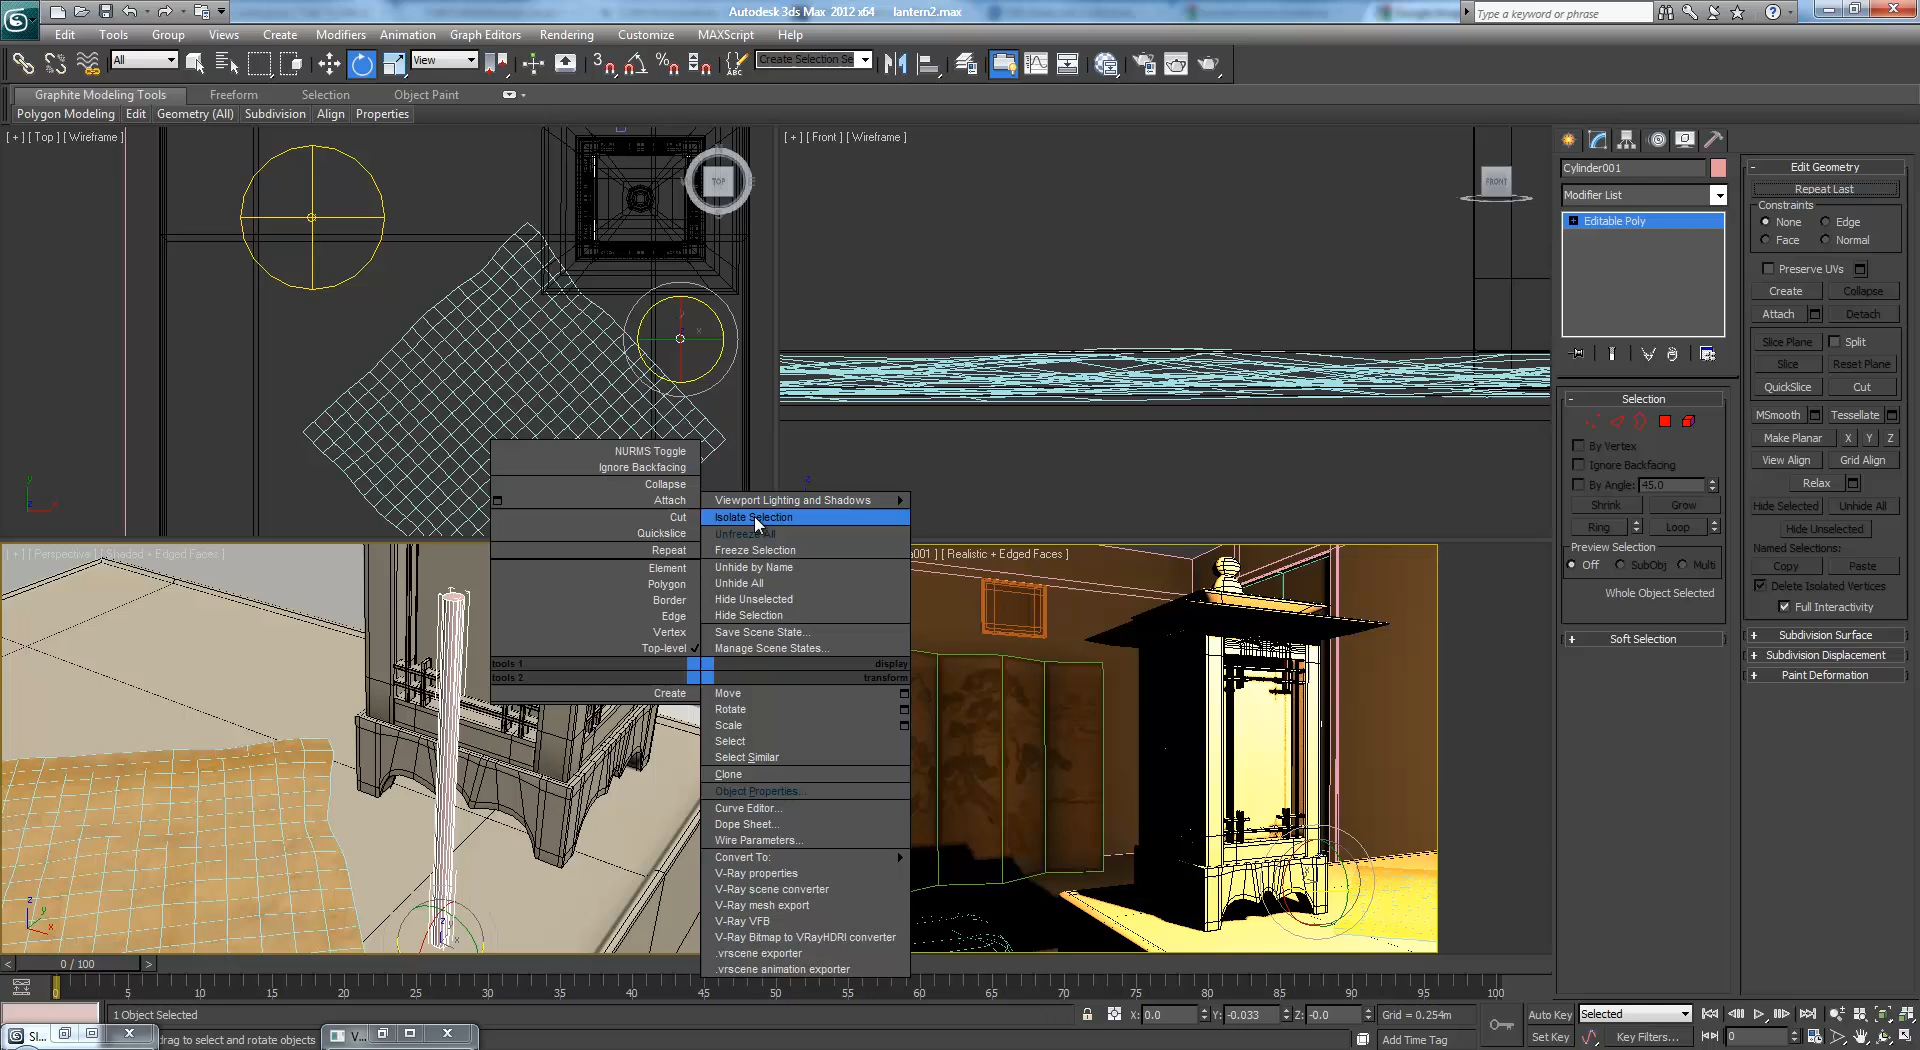 Autodesk 3ds Max 2012 x64 lantern2.max
Type a keyword or phrase
Edit Tools Group Views Create Modifiers Animation Graph Editors Rendering Customize MAXScript Help
All View Create Selection Se
Graphite Modeling Tools Freeform Selection Object Paint
Polygon Modeling Edit Geometry (All) Subdivision Align Properties
[ + ] [ Top ] [ Wireframe ]
TOP
[ + ] [ Front ] [ Wireframe ]
FRONT
[ + ] [ Perspective ] [ Shaded + Edged Faces ]
001 ] [ Realistic + Edged Faces ]
NURMS Toggle
Ignore Backfacing
Collapse
Attach
Cut
Quickslice
Repeat
Element
Polygon
Border
Edge
Vertex
Top-level
tools 1
tools 2
Create
Viewport Lighting and Shadows
Isolate Selection
Unfreeze All
Freeze Selection
Unhide by Name
Unhide All
Hide Unselected
Hide Selection
Save Scene State...
Manage Scene States...
display
transform
Move
Rotate
Scale
Select
Select Similar
Clone
Object Properties...
Curve Editor...
Dope Sheet...
Wire Parameters...
Convert To:
V-Ray properties
V-Ray scene converter
V-Ray mesh export
V-Ray VFB
V-Ray Bitmap to VRayHDRI converter
.vrscene exporter
.vrscene animation exporter
Cylinder001
Modifier List
Editable Poly
Selection
By Vertex
Ignore Backfacing
By Angle: 45.0
Shrink Grow
Ring Loop
Preview Selection
Off SubObj Multi
Whole Object Selected
Soft Selection
Edit Geometry
Repeat Last
Constraints
None Edge
Face Normal
Preserve UVs
Create Collapse
Attach Detach
Slice Plane Split
Slice Reset Plane
QuickSlice Cut
MSmooth Tessellate
Make Planar X Y Z
View Align Grid Align
Relax
Hide Selected Unhide All
Hide Unselected
Named Selections:
Copy Paste
Delete Isolated Vertices
Full Interactivity
Subdivision Surface
Subdivision Displacement
Paint Deformation
0 / 100
0 5 10 15 20 25 30 35 40 45 50 55 60 65 70 75 80 85 90 95 100
1 Object Selected X: 0.0 Y: -0.033 Z: -0.0 Grid = 0.254m Auto Key Selected
Sl... V... drag to select and rotate objects Add Time Tag Set Key Key Filters... 0